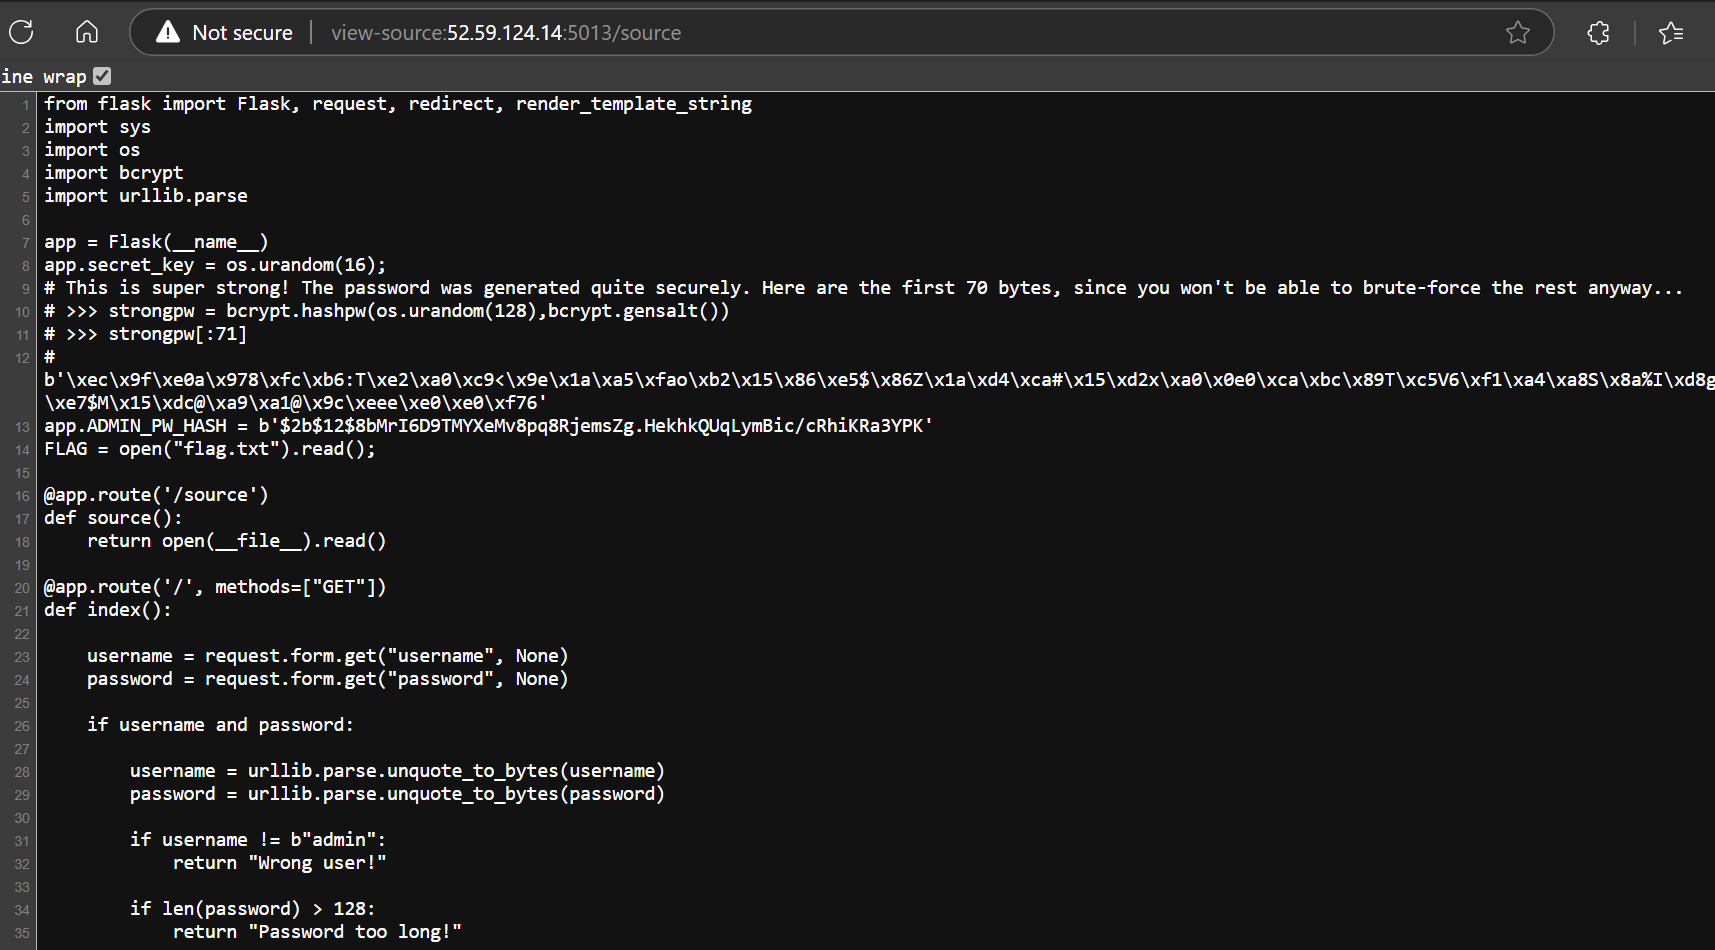 Not secure view-source:52.59.124.14:5013/source
ine wrap
1 from flask import Flask, request, redirect, render_template_string
2 import sys
3 import os
4 import bcrypt
5 import urllib.parse
6
7 app = Flask(__name__)
8 app.secret_key = os.urandom(16);
9 # This is super strong! The password was generated quite securely. Here are the first 70 bytes, since you won't be able to brute-force the rest anyway...
10 # >>> strongpw = bcrypt.hashpw(os.urandom(128),bcrypt.gensalt())
11 # >>> strongpw[:71]
12 #
b'\xec\x9f\xe0a\x978\xfc\xb6:T\xe2\xa0\xc9<\x9e\x1a\xa5\xfao\xb2\x15\x86\xe5$\x86Z\x1a\xd4\xca#\x15\xd2x\xa0\x0e0\xca\xbc\x89T\xc5V6\xf1\xa4\xa8S\x8a%I\xd8g
\xe7$M\x15\xdc@\xa9\xa1@\x9c\xeee\xe0\xe0\xf76'
13 app.ADMIN_PW_HASH = b'$2b$12$8bMrI6D9TMYXeMv8pq8RjemsZg.HekhkQUqLymBic/cRhiKRa3YPK'
14 FLAG = open("flag.txt").read();
15
16 @app.route('/source')
17 def source():
18     return open(__file__).read()
19
20 @app.route('/', methods=["GET"])
21 def index():
22
23     username = request.form.get("username", None)
24     password = request.form.get("password", None)
25
26     if username and password:
27
28         username = urllib.parse.unquote_to_bytes(username)
29         password = urllib.parse.unquote_to_bytes(password)
30
31         if username != b"admin":
32             return "Wrong user!"
33
34         if len(password) > 128:
35             return "Password too long!"